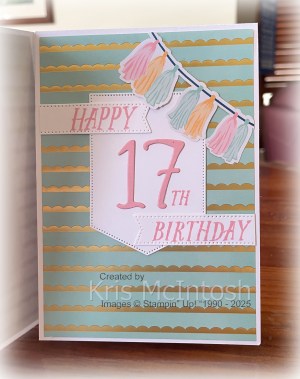 HAPPY
17TH
BIRTHDAY
Created by
Kris McIntosh
Images © Stampin' Up! 1990 - 2025